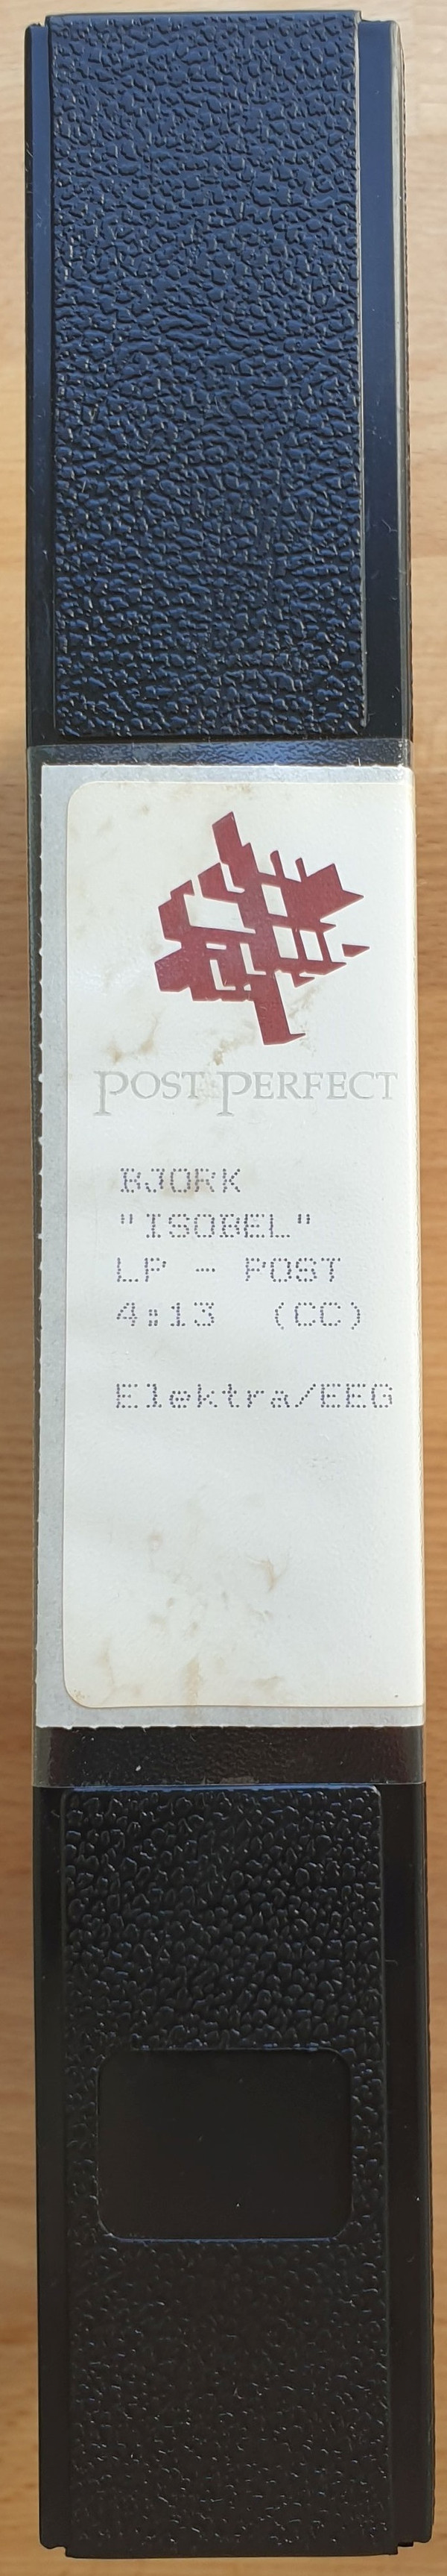 POST PERFECT
BJORK
"ISOBEL"
LP - POST
4:13 (CC)
Elektra/EEG